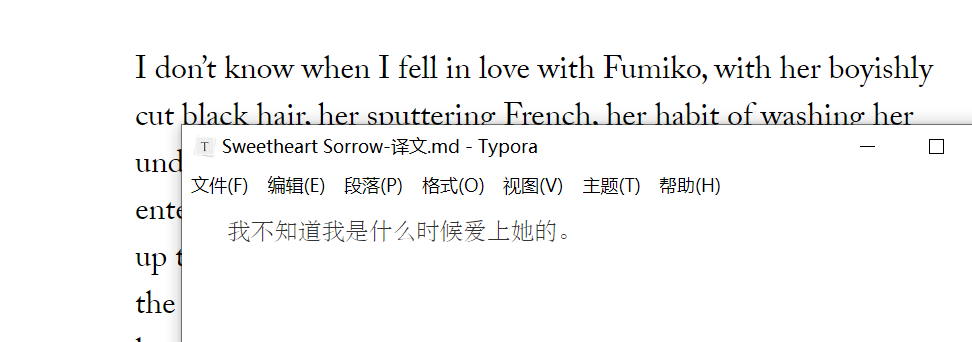 I don’t know when I fell in love with Fumiko, with her boyishly
cut black hair, her sputtering French, her habit of washing her
Sweetheart Sorrow-译文.md - Typora
文件(F) 编辑(E) 段落(P) 格式(O) 视图(V) 主题(T) 帮助(H)
我不知道我是什么时候爱上她的。
up
the